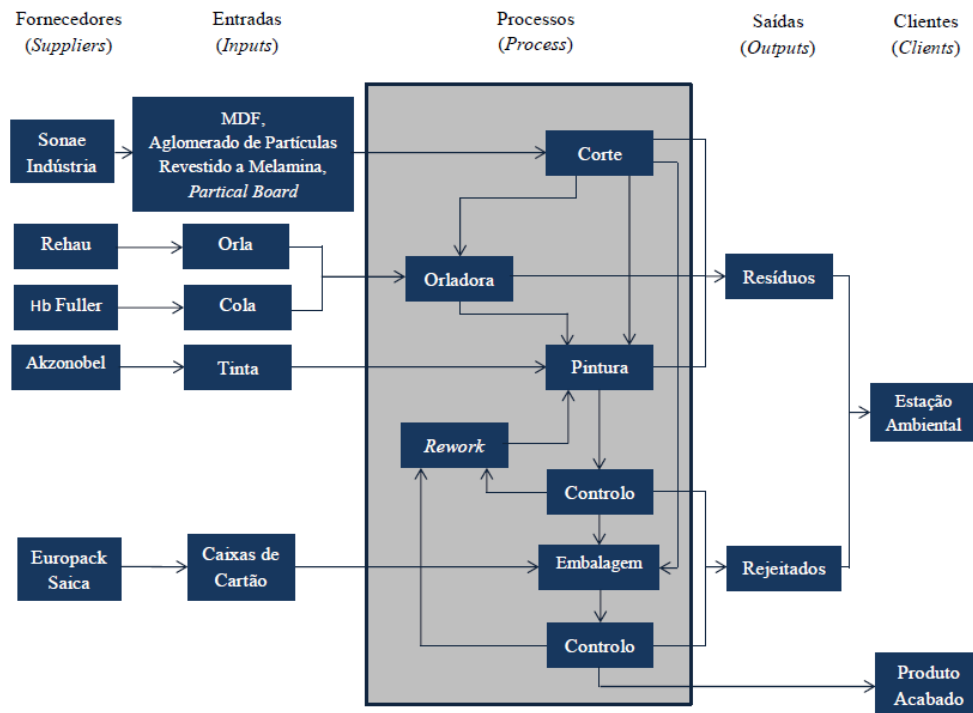 Fornecedores
(Suppliers)
Entradas
(Inputs)
Processos
(Process)
Saídas
(Outputs)
Clientes
(Clients)
Sonae
Indústria
MDF,
Aglomerado de Partículas
Revestido a Melamina,
Partical Board
Corte
Rehau
Orla
Orladora
Resíduos
Hb Fuller
Cola
Akzonobel
Tinta
Pintura
Estação
Ambiental
Rework
Controlo
Europack
Saica
Caixas de
Cartão
Embalagem
Rejeitados
Controlo
Produto
Acabado